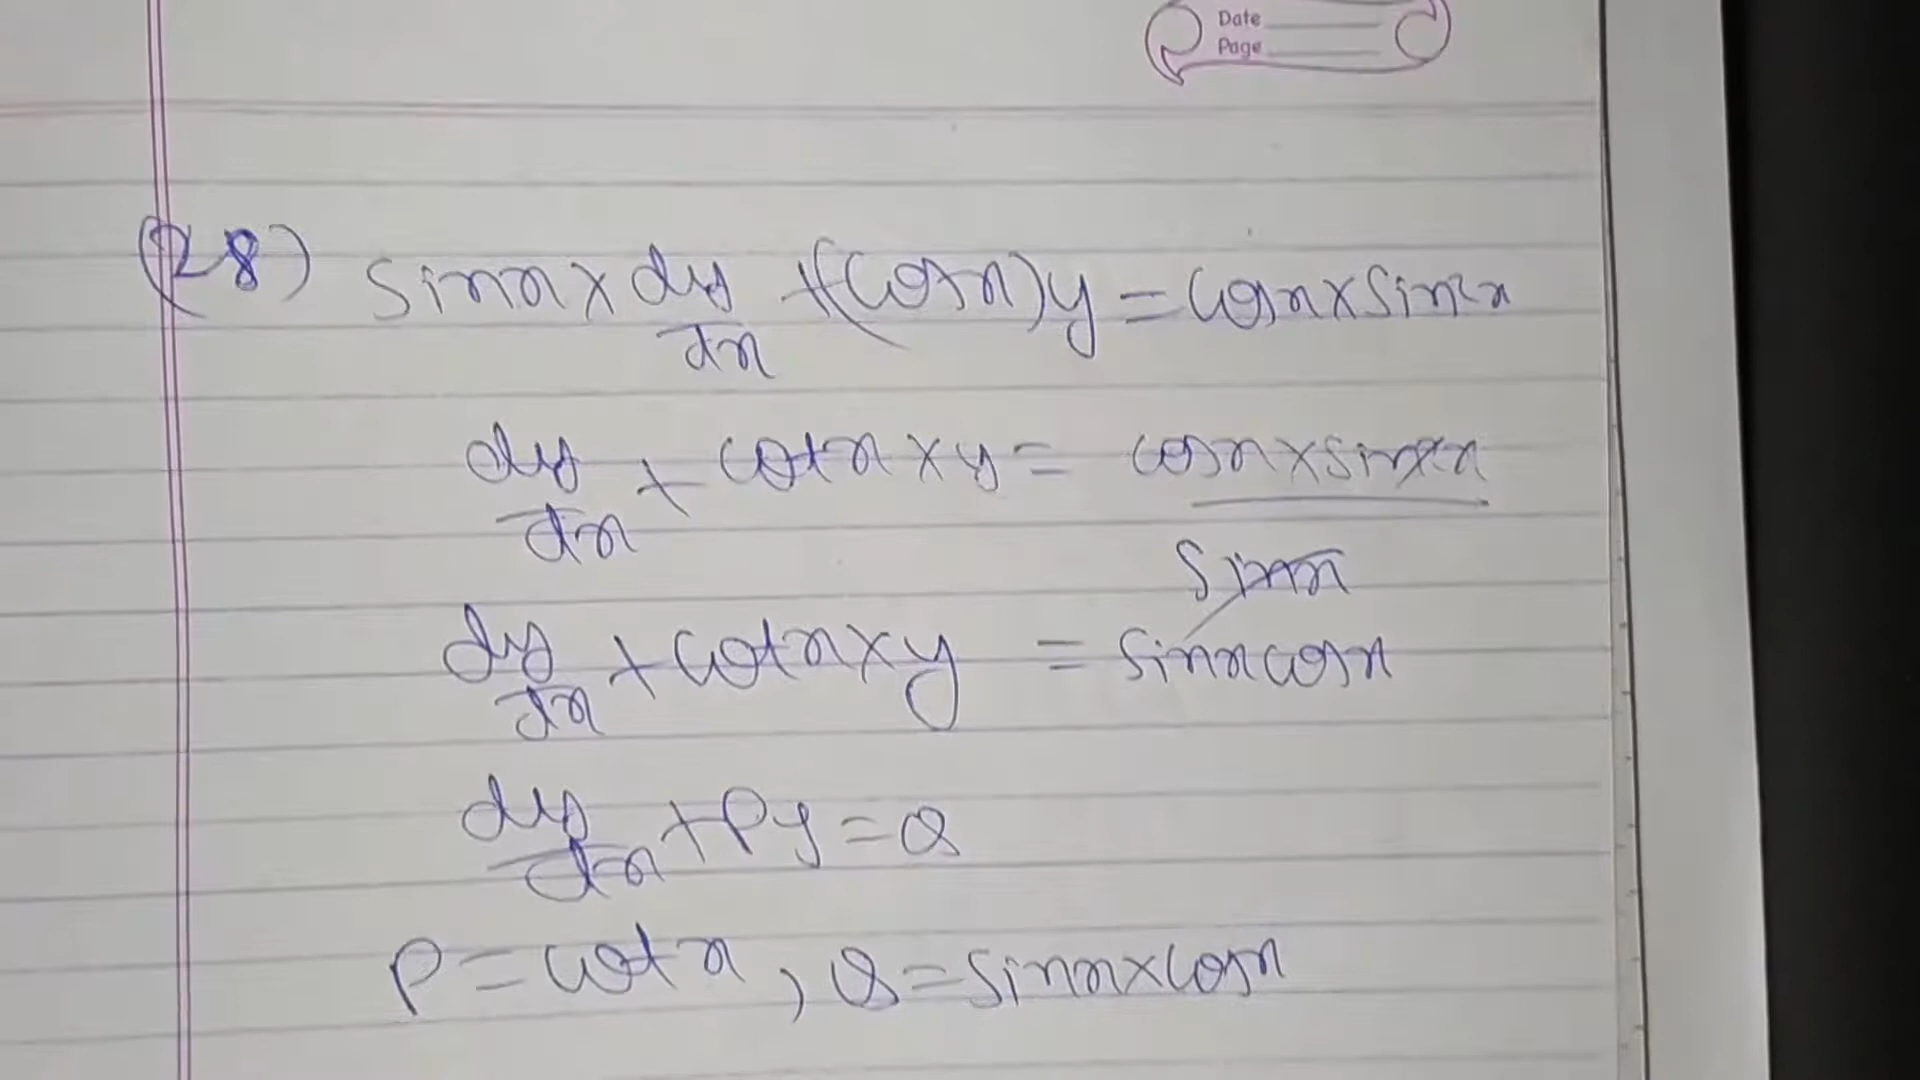 Date
Page
(28) sinx × dy/dx + (cosx)y = cosx × sin²x
dy/dx + cotx × y = cosx × sin²x / sinx
dy/dx + cotx × y = sinx cosx
dy/dx + Py = Q
P = cotx, Q = sinx × cosx